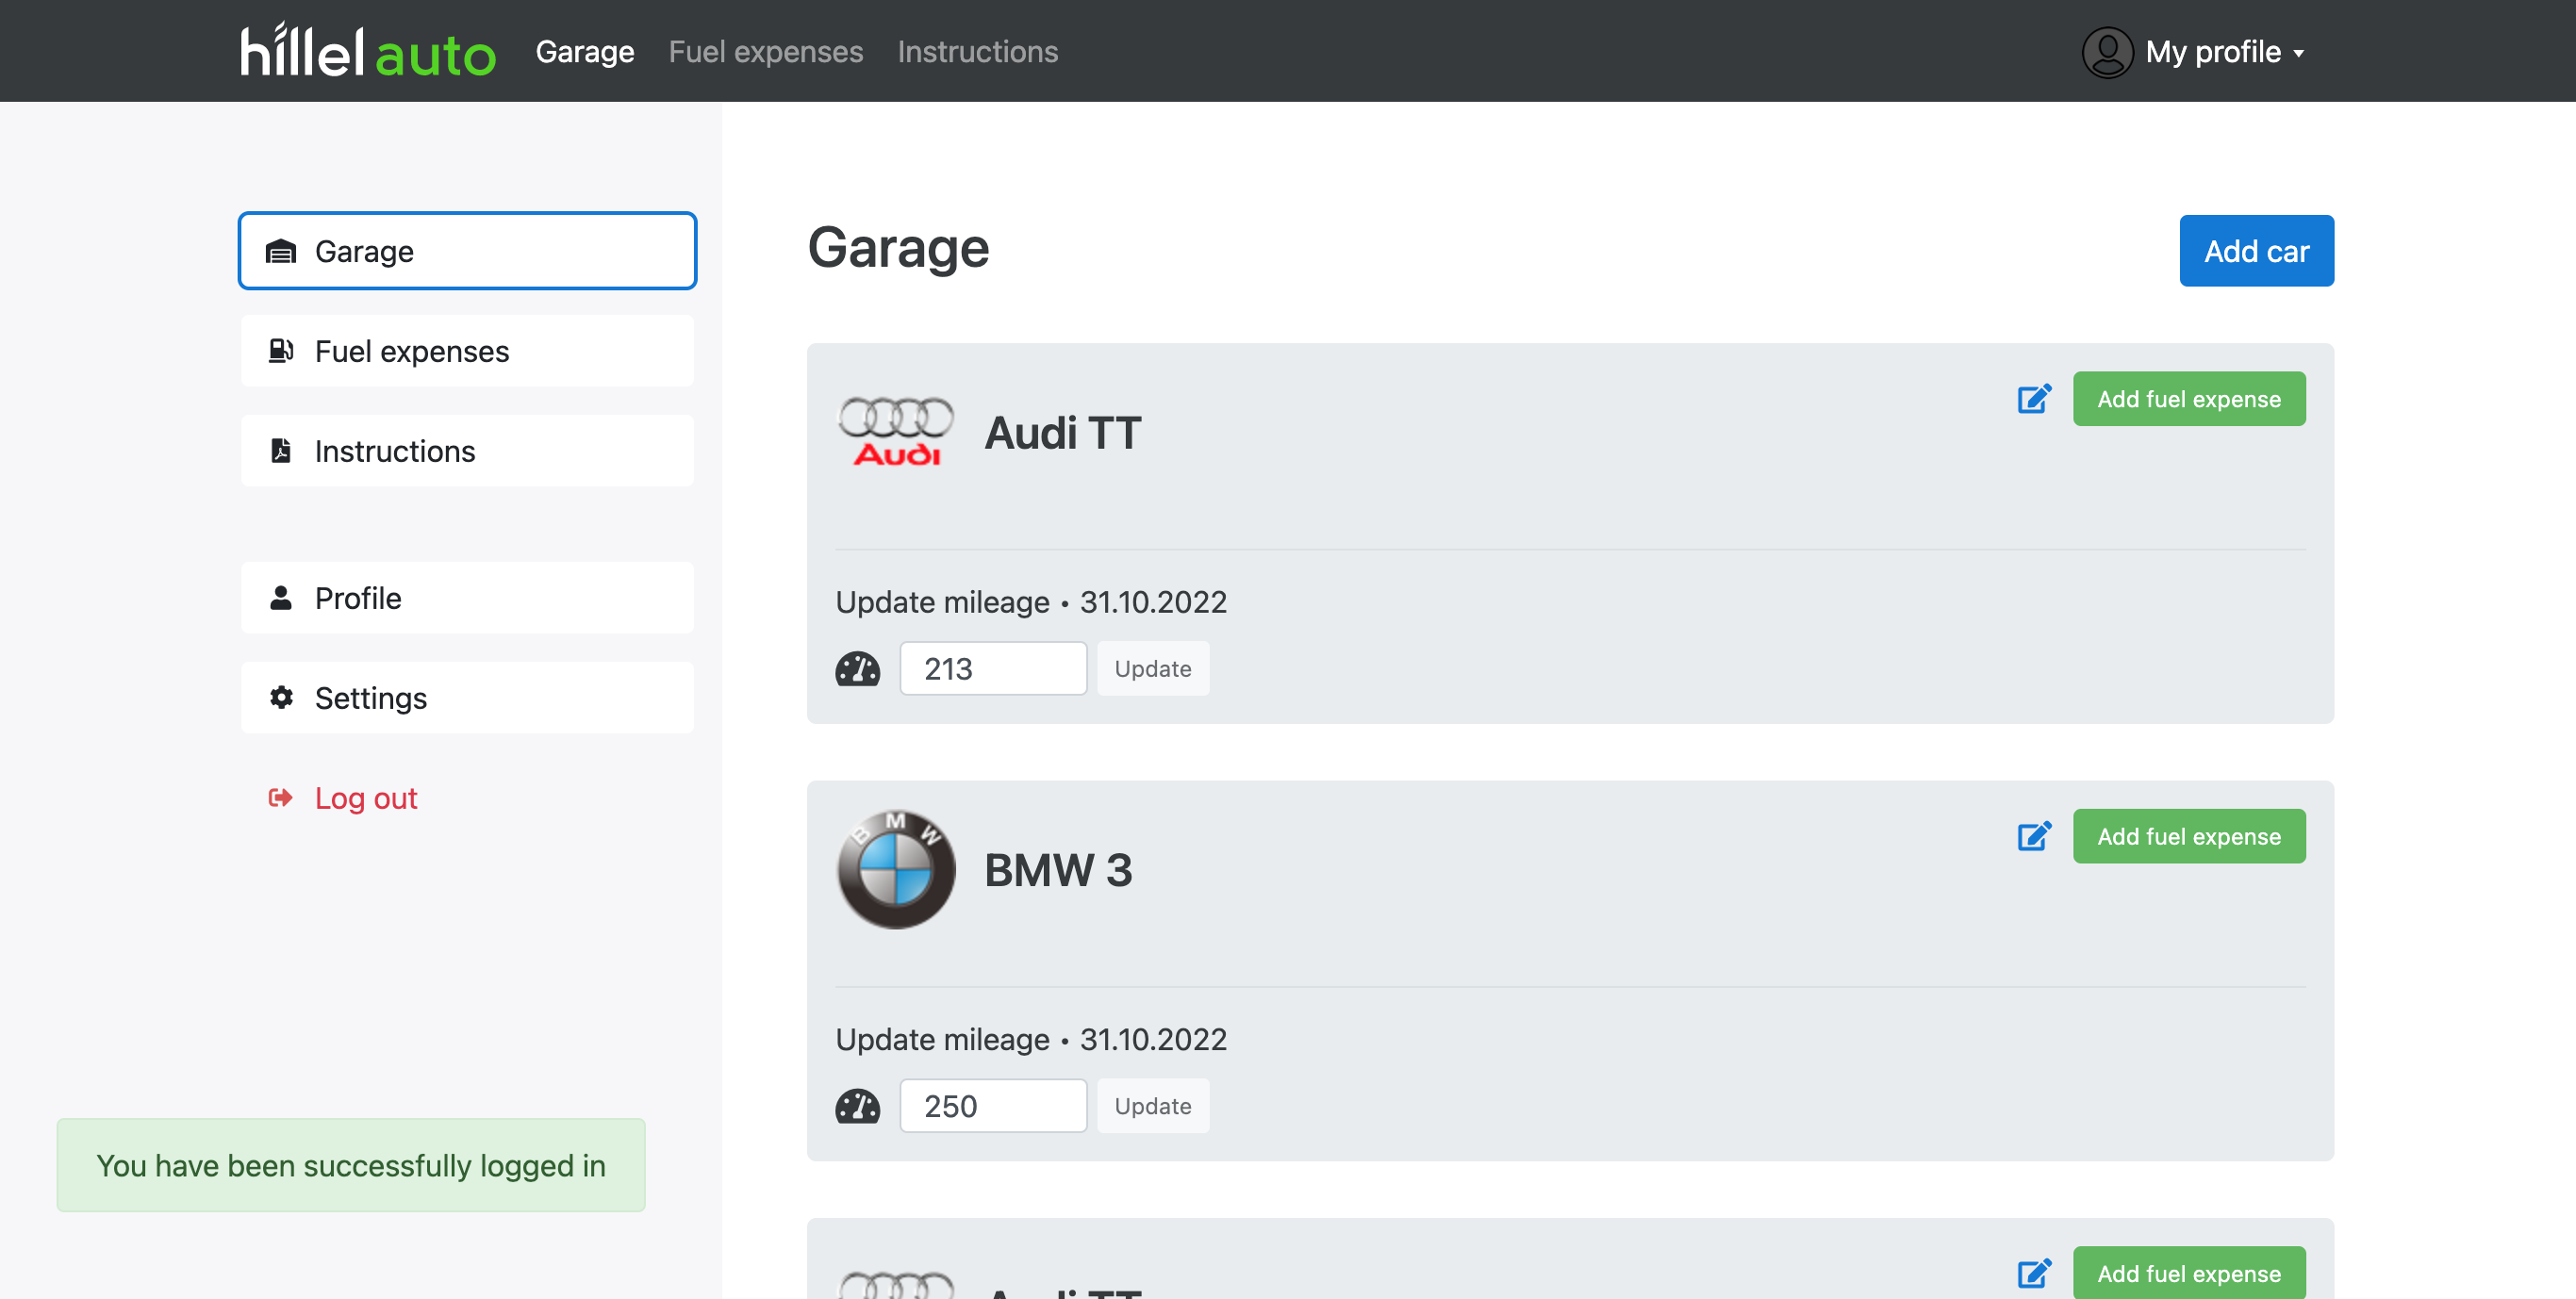 hillel auto Garage Fuel expenses Instructions My profile
Garage
Fuel expenses
Instructions
Profile
Settings
Log out
You have been successfully logged in
Garage Add car
Audi
Audi TT
Add fuel expense
Update mileage • 31.10.2022
213 Update
BMW
BMW 3
Add fuel expense
Update mileage • 31.10.2022
250 Update
Audi TT
Add fuel expense